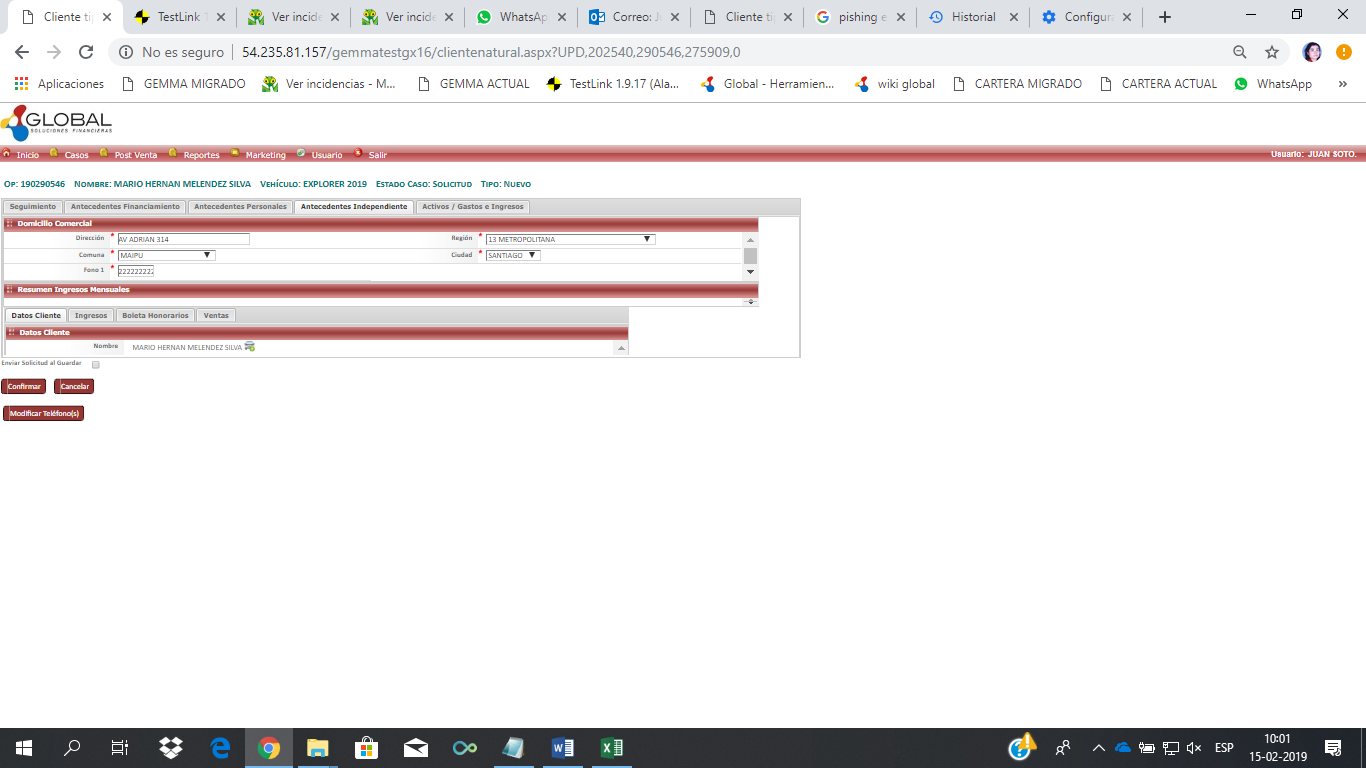 Cliente ti
TestLink 1
Ver incide
Ver incide
WhatsAp
Correo: J
Cliente ti
pishing e
Historial
Configur
No es seguro | 54.235.81.157/gemmatestgx16/clientenatural.aspx?UPD,202540,290546,275909,0
Aplicaciones GEMMA MIGRADO Ver incidencias - M... GEMMA ACTUAL TestLink 1.9.17 (Ala... Global - Herramien... wiki global CARTERA MIGRADO CARTERA ACTUAL WhatsApp »
GLOBAL
SOLUCIONES FINANCIERAS
Inicio Casos Post Venta Reportes Marketing Usuario Salir Usuario: JUAN SOTO.
Op: 190290546 Nombre: MARIO HERNAN MELENDEZ SILVA Vehículo: EXPLORER 2019 Estado Caso: Solicitud Tipo: Nuevo
Seguimiento Antecedentes Financiamiento Antecedentes Personales Antecedentes Independiente Activos / Gastos e Ingresos
Domicilio Comercial
Dirección * AV ADRIAN 314 Región * 13 METROPOLITANA
Comuna * MAIPU Ciudad * SANTIAGO
Fono 1 * 222222222
Resumen Ingresos Mensuales
Datos Cliente Ingresos Boleta Honorarios Ventas
Datos Cliente
Nombre MARIO HERNAN MELENDEZ SILVA
Enviar Solicitud al Guardar
Confirmar Cancelar
Modificar Teléfono(s)
ESP
10:01
15-02-2019